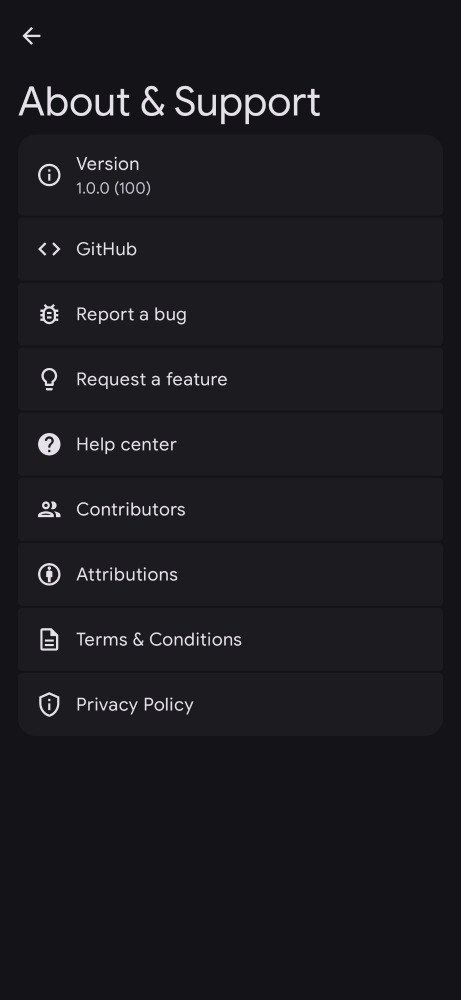 About & Support
Version
1.0.0 (100)
GitHub
Report a bug
Request a feature
Help center
Contributors
Attributions
Terms & Conditions
Privacy Policy